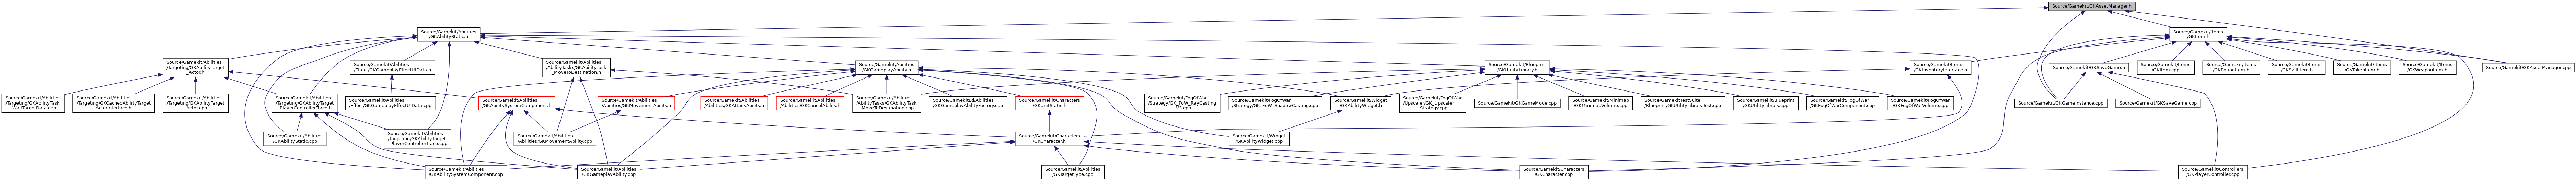 Source/Gamekit/GKAssetManager.h
Source/Gamekit/Abilities
/GKAbilityStatic.h
Source/Gamekit/Items
/GKItem.h
Source/Gamekit/Abilities
/Targeting/GKAbilityTarget
_Actor.h
Source/Gamekit/Abilities
/Effect/GKGameplayEffectUIData.h
Source/Gamekit/Abilities
/AbilityTasks/GKAbilityTask
_MoveToDestination.h
Source/Gamekit/Abilities
/GKGameplayAbility.h
Source/Gamekit/Blueprint
/GKUtilityLibrary.h
Source/Gamekit/Items
/GKInventoryInterface.h
Source/Gamekit/GKSaveGame.h
Source/Gamekit/Items
/GKItem.cpp
Source/Gamekit/Items
/GKPotionItem.h
Source/Gamekit/Items
/GKSkillItem.h
Source/Gamekit/Items
/GKTokenItem.h
Source/Gamekit/Items
/GKWeaponItem.h
Source/Gamekit/GKAssetManager.cpp
Source/Gamekit/Abilities
/Targeting/GKAbilityTask
_WaitTargetData.cpp
Source/Gamekit/Abilities
/Targeting/GKCachedAbilityTarget
_ActorInterface.h
Source/Gamekit/Abilities
/Targeting/GKAbilityTarget
_Actor.cpp
Source/Gamekit/Abilities
/Targeting/GKAbilityTarget
_PlayerControllerTrace.h
Source/Gamekit/Abilities
/Effect/GKGameplayEffectUIData.cpp
Source/Gamekit/Abilities
/GKAbilitySystemComponent.h
Source/Gamekit/Abilities
/Abilities/GKMovementAbility.h
Source/Gamekit/Abilities
/Abilities/GKAttackAbility.h
Source/Gamekit/Abilities
/Abilities/GKCancelAbility.h
Source/Gamekit/Abilities
/AbilityTasks/GKAbilityTask
_MoveToDestination.cpp
Source/GamekitEd/Abilities
/GKGameplayAbilityFactory.cpp
Source/Gamekit/Characters
/GKUnitStatic.h
Source/Gamekit/FogOfWar
/Strategy/GK_FoW_RayCasting
_V3.cpp
Source/Gamekit/FogOfWar
/Strategy/GK_FoW_ShadowCasting.cpp
Source/Gamekit/Widget
/GKAbilityWidget.h
Source/Gamekit/FogOfWar
/Upscaler/GK_Upscaler
_Strategy.cpp
Source/Gamekit/GKGameMode.cpp
Source/Gamekit/Minimap
/GKMinimapVolume.cpp
Source/Gamekit/TestSuite
/Blueprint/GKUtilityLibraryTest.cpp
Source/Gamekit/Blueprint
/GKUtilityLibrary.cpp
Source/Gamekit/FogOfWar
/GKFogOfWarComponent.cpp
Source/Gamekit/FogOfWar
/GKFogOfWarVolume.cpp
Source/Gamekit/GKGameInstance.cpp
Source/Gamekit/GKSaveGame.cpp
Source/Gamekit/Abilities
/GKAbilityStatic.cpp
Source/Gamekit/Abilities
/Targeting/GKAbilityTarget
_PlayerControllerTrace.cpp
Source/Gamekit/Abilities
/Abilities/GKMovementAbility.cpp
Source/Gamekit/Characters
/GKCharacter.h
Source/Gamekit/Widget
/GKAbilityWidget.cpp
Source/Gamekit/Abilities
/GKAbilitySystemComponent.cpp
Source/Gamekit/Abilities
/GKGameplayAbility.cpp
Source/Gamekit/Abilities
/GKTargetType.cpp
Source/Gamekit/Characters
/GKCharacter.cpp
Source/Gamekit/Controllers
/GKPlayerController.cpp